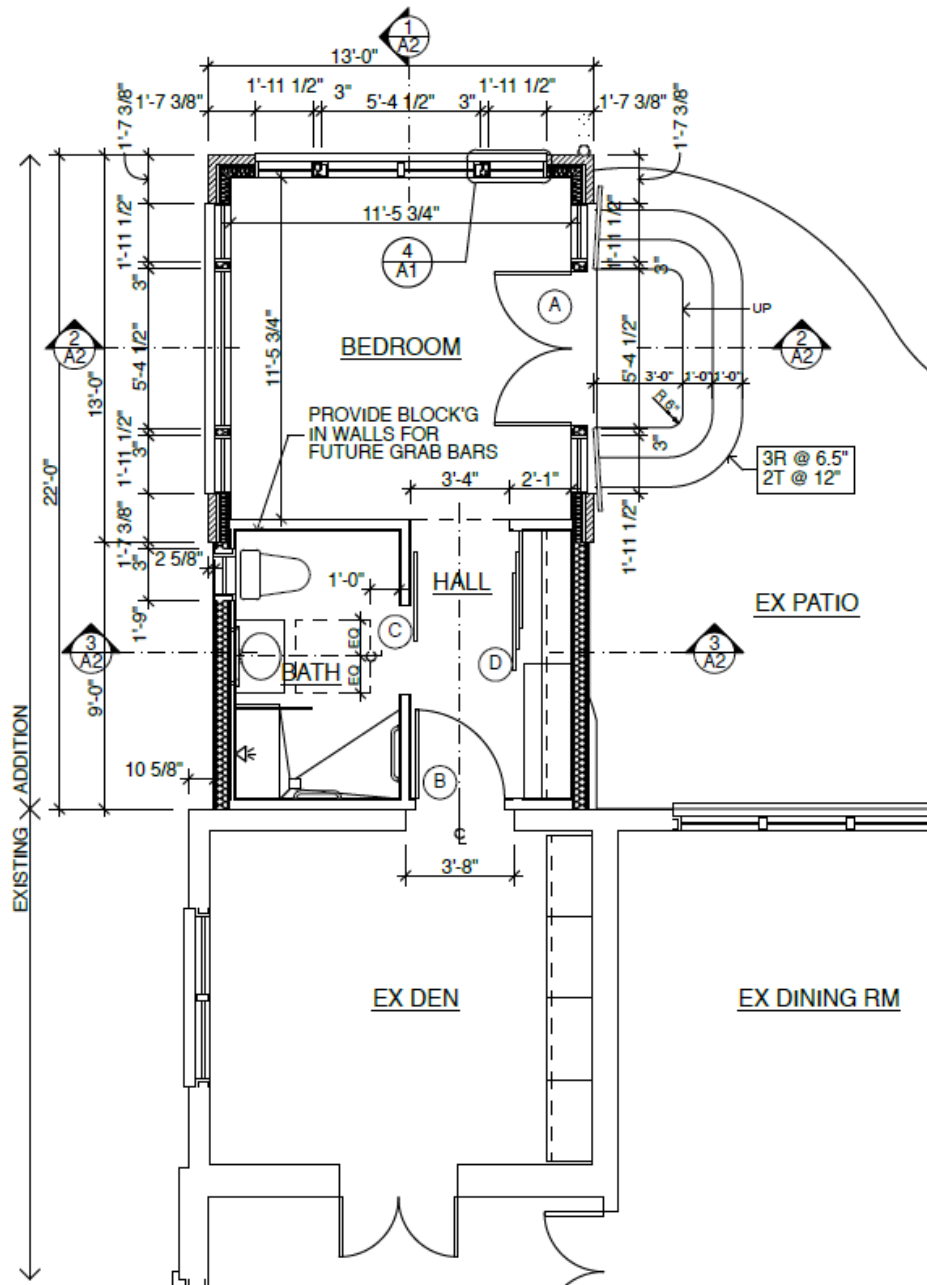 1
A2
13'-0"
1'-11 1/2"
3"
1'-11 1/2"
1'-7 3/8"
5'-4 1/2"
3"
1'-7 3/8"
1'-7 3/8"
1'-7 3/8"
11'-5 3/4"
1'-11 1/2"
1'-11 1/2"
4
A1
3"
3"
A
UP
2
A2
BEDROOM
2
A2
11'-5 3/4"
5'-4 1/2"
13'-0"
5'-4 1/2"
3'-0"
1'-0"
1'-0"
R 6"
PROVIDE BLOCK'G
IN WALLS FOR
FUTURE GRAB BARS
3"
3"
1'-11 1/2"
3R @ 6.5"
2T @ 12"
3'-4"
2'-1"
22'-0"
1'-7 3/8"
1'-11 1/2"
2 5/8"
3"
1'-0"
HALL
EX PATIO
1'-9"
C
3
A2
EQ
D
3
A2
BATH
EQ
9'-0"
10 5/8"
B
ADDITION
EXISTING
3'-8"
EX DEN
EX DINING RM